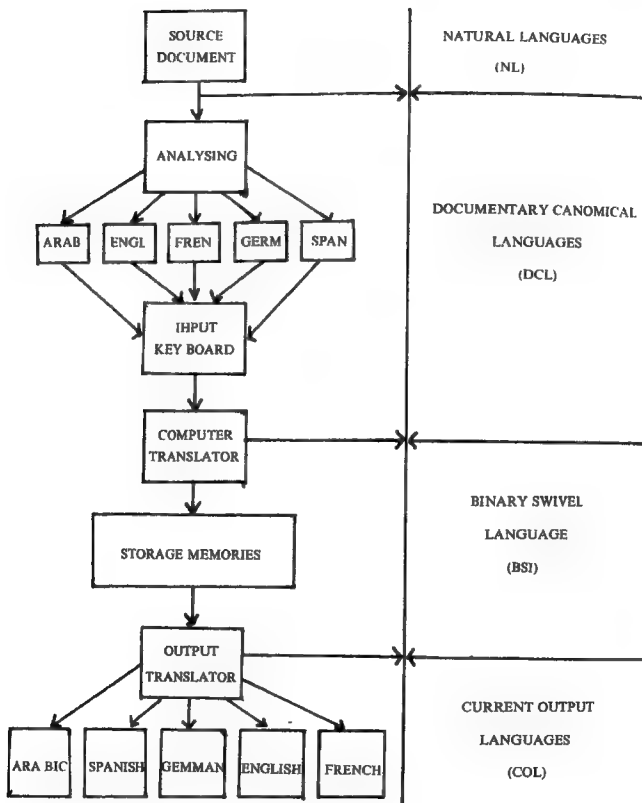 SOURCE
DOCUMENT
NATURAL LANGUAGES
(NL)
ANALYSING
ARAB
ENGL
FREN
GERM
SPAN
DOCUMENTARY CANOMICAL
LANGUAGES
(DCL)
IHPUT
KEY BOARD
COMPUTER
TRANSLATOR
STORAGE MEMORIES
BINARY SWIVEL
LANGUAGE
(BSI)
OUTPUT
TRANSLATOR
ARA BIC
SPANISH
GEMMAN
ENGLISH
FRENCH
CURRENT OUTPUT
LANGUAGES
(COL)